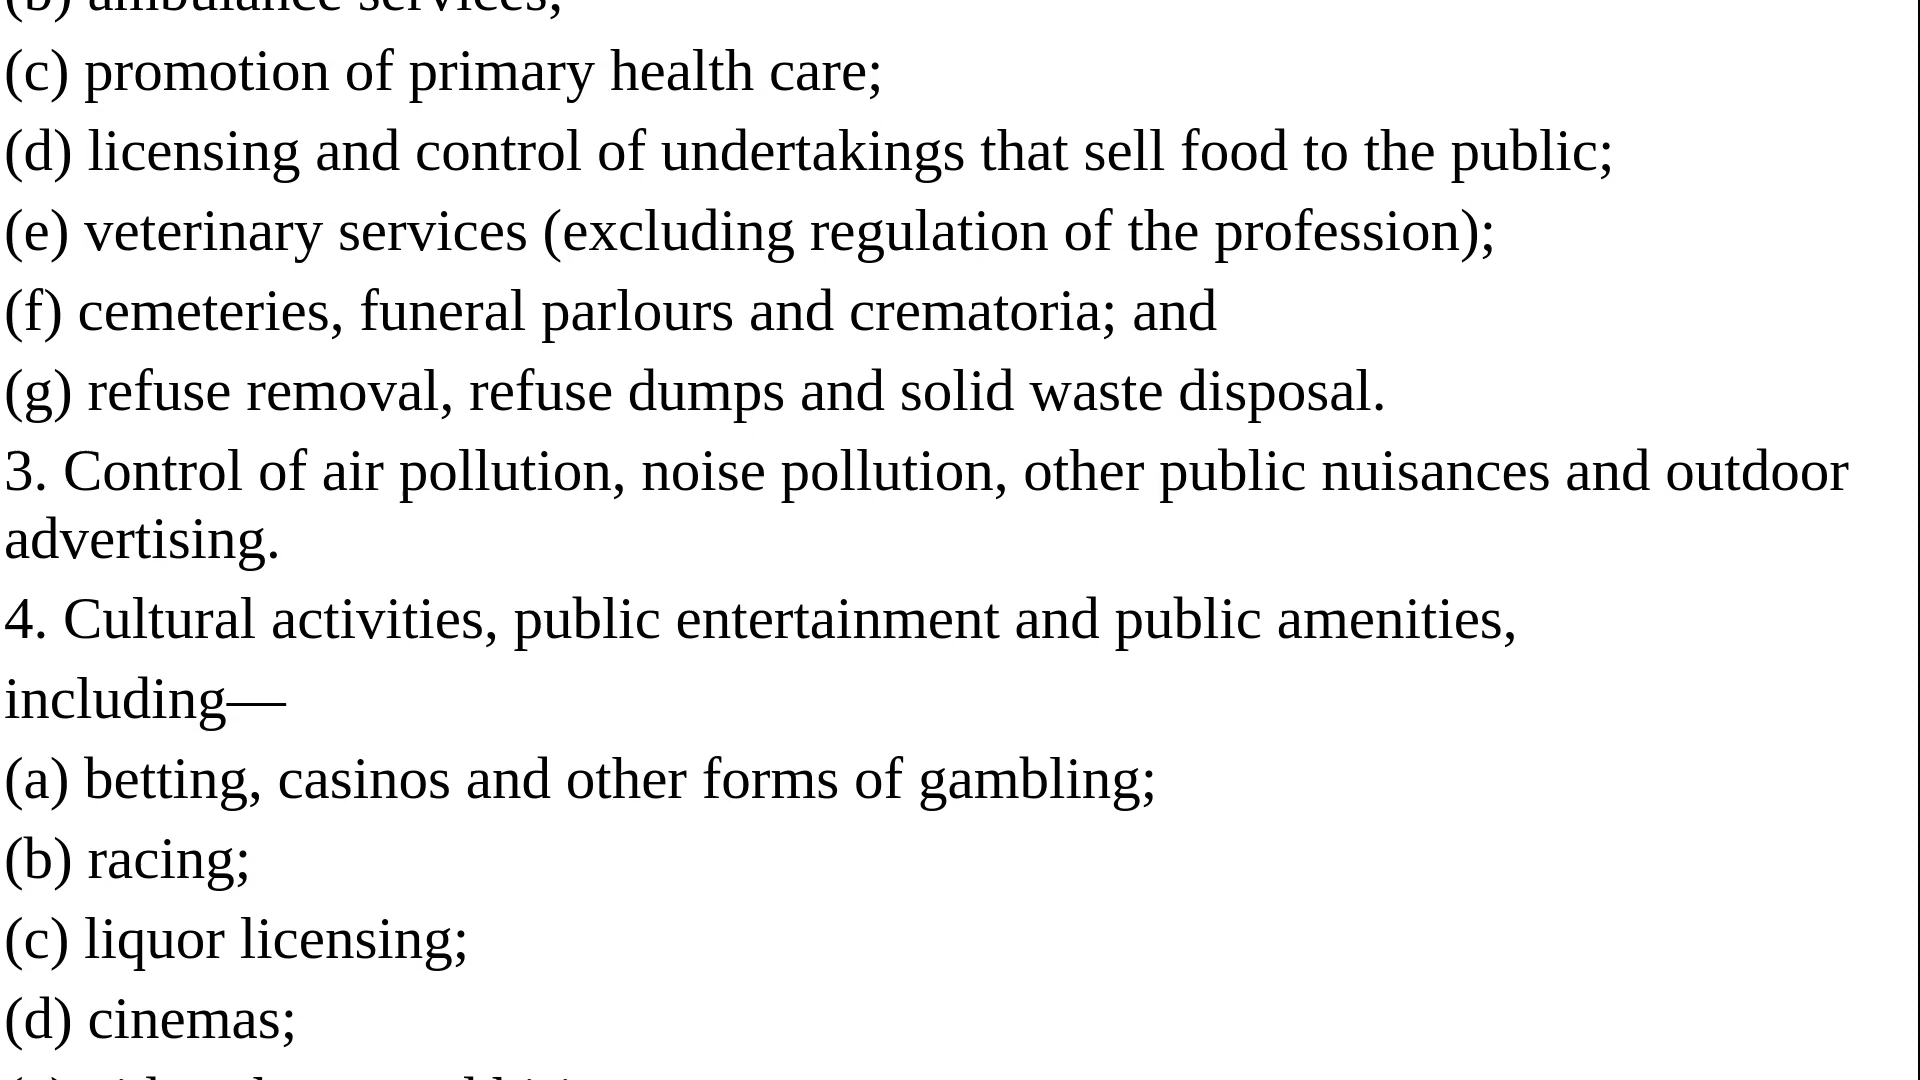 (b) ambulance services;
(c) promotion of primary health care;
(d) licensing and control of undertakings that sell food to the public;
(e) veterinary services (excluding regulation of the profession);
(f) cemeteries, funeral parlours and crematoria; and
(g) refuse removal, refuse dumps and solid waste disposal.
3. Control of air pollution, noise pollution, other public nuisances and outdoor
advertising.
4. Cultural activities, public entertainment and public amenities,
including—
(a) betting, casinos and other forms of gambling;
(b) racing;
(c) liquor licensing;
(d) cinemas;